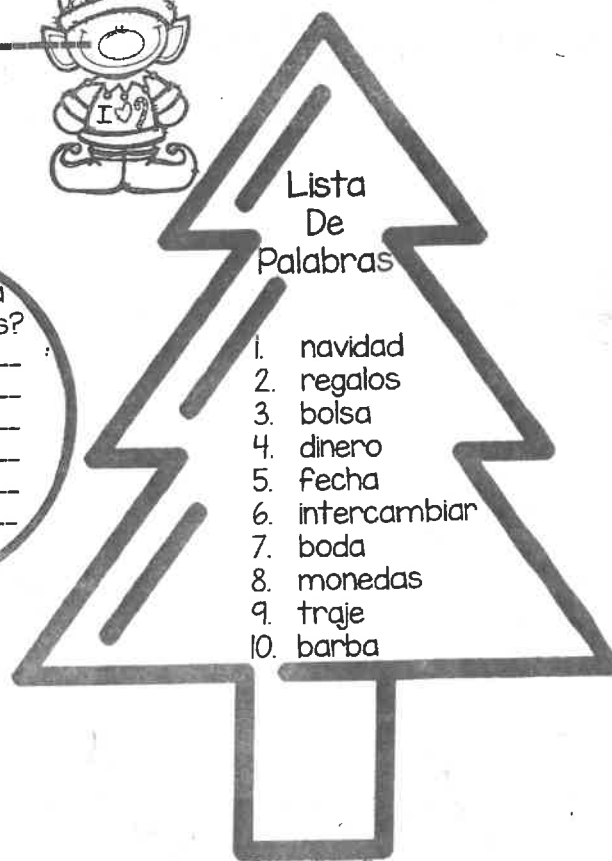 I
Lista
De
Palabras
s?
1. navidad
2. regalos
3. bolsa
4. dinero
5. fecha
6. intercambiar
7. boda
8. monedas
9. traje
10. barba